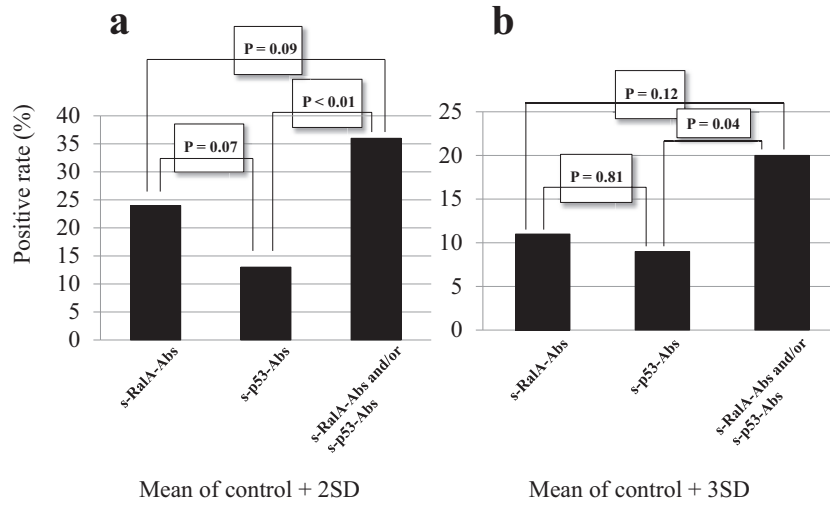 a
P = 0.09
P < 0.01
P = 0.07
Positive rate (%)
40
35
30
25
20
15
10
5
0
s-RalA-Abs
s-p53-Abs
s-RalA-Abs and/or
s-p53-Abs
Mean of control + 2SD
b
P = 0.12
P = 0.04
P = 0.81
25
20
15
10
5
0
s-RalA-Abs
s-p53-Abs
s-RalA-Abs and/or
s-p53-Abs
Mean of control + 3SD